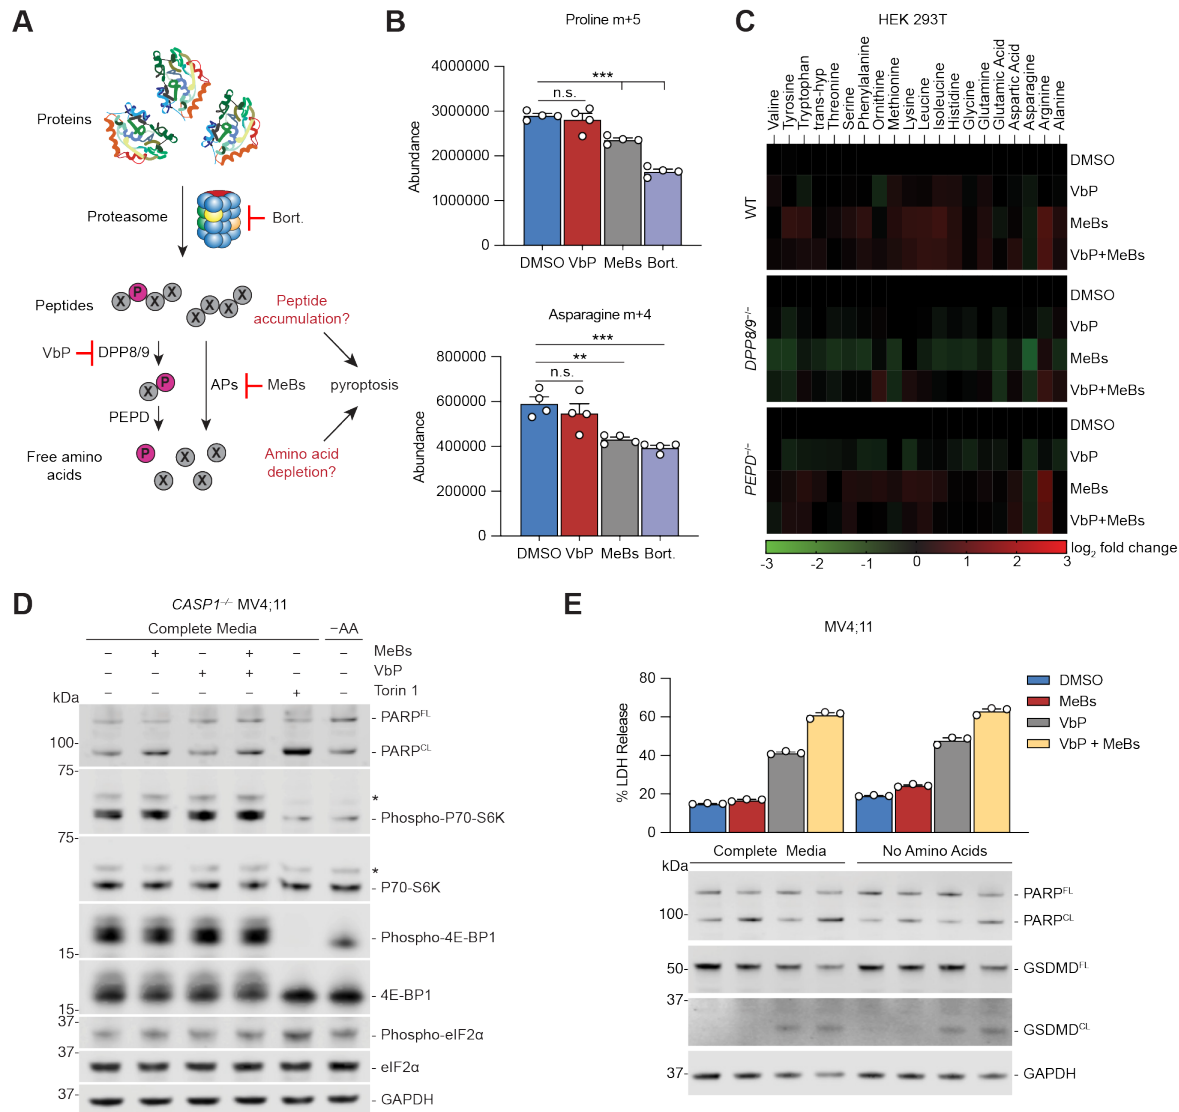 A
Proteins
Proteasome
Bort.
Peptides
P
X
X
X
X
X
X
X
Peptide
accumulation?
VbP
DPP8/9
X
P
APs
MeBs
pyroptosis
PEPD
Free amino
acids
P
X
X
X
X
Amino acid
depletion?
B
Proline m+5
Abundance
4000000
3000000
2000000
1000000
0
***
n.s.
DMSO VbP MeBs Bort.
Asparagine m+4
Abundance
800000
600000
400000
200000
0
***
**
n.s.
DMSO VbP MeBs Bort.
C
HEK 293T
Valine
Tyrosine
Tryptophan
trans-hyp
Threonine
Serine
Phenylalanine
Ornithine
Methionine
Lysine
Leucine
Isoleucine
Histidine
Glycine
Glutamine
Glutamic Acid
Aspartic Acid
Asparagine
Arginine
Alanine
WT
DMSO
VbP
MeBs
VbP+MeBs
DPP8/9−/−
DMSO
VbP
MeBs
VbP+MeBs
PEPD−/−
DMSO
VbP
MeBs
VbP+MeBs
-3 -2 -1 0 1 2 3
log2 fold change
D
CASP1−/− MV4;11
Complete Media −AA
− + − + − − MeBs
− − + + − − VbP
− − − − + − Torin 1
kDa
- PARPFL
100-
- PARPCL
75-
*
- Phospho-P70-S6K
75-
*
- P70-S6K
- Phospho-4E-BP1
15-
- 4E-BP1
15-
37-
- Phospho-eIF2α
37-
- eIF2α
37-
- GAPDH
E
MV4;11
% LDH Release
80
60
40
20
0
DMSO
MeBs
VbP
VbP + MeBs
Complete Media No Amino Acids
kDa
- PARPFL
100-
- PARPCL
50-
- GSDMDFL
37-
- GSDMDCL
37-
- GAPDH